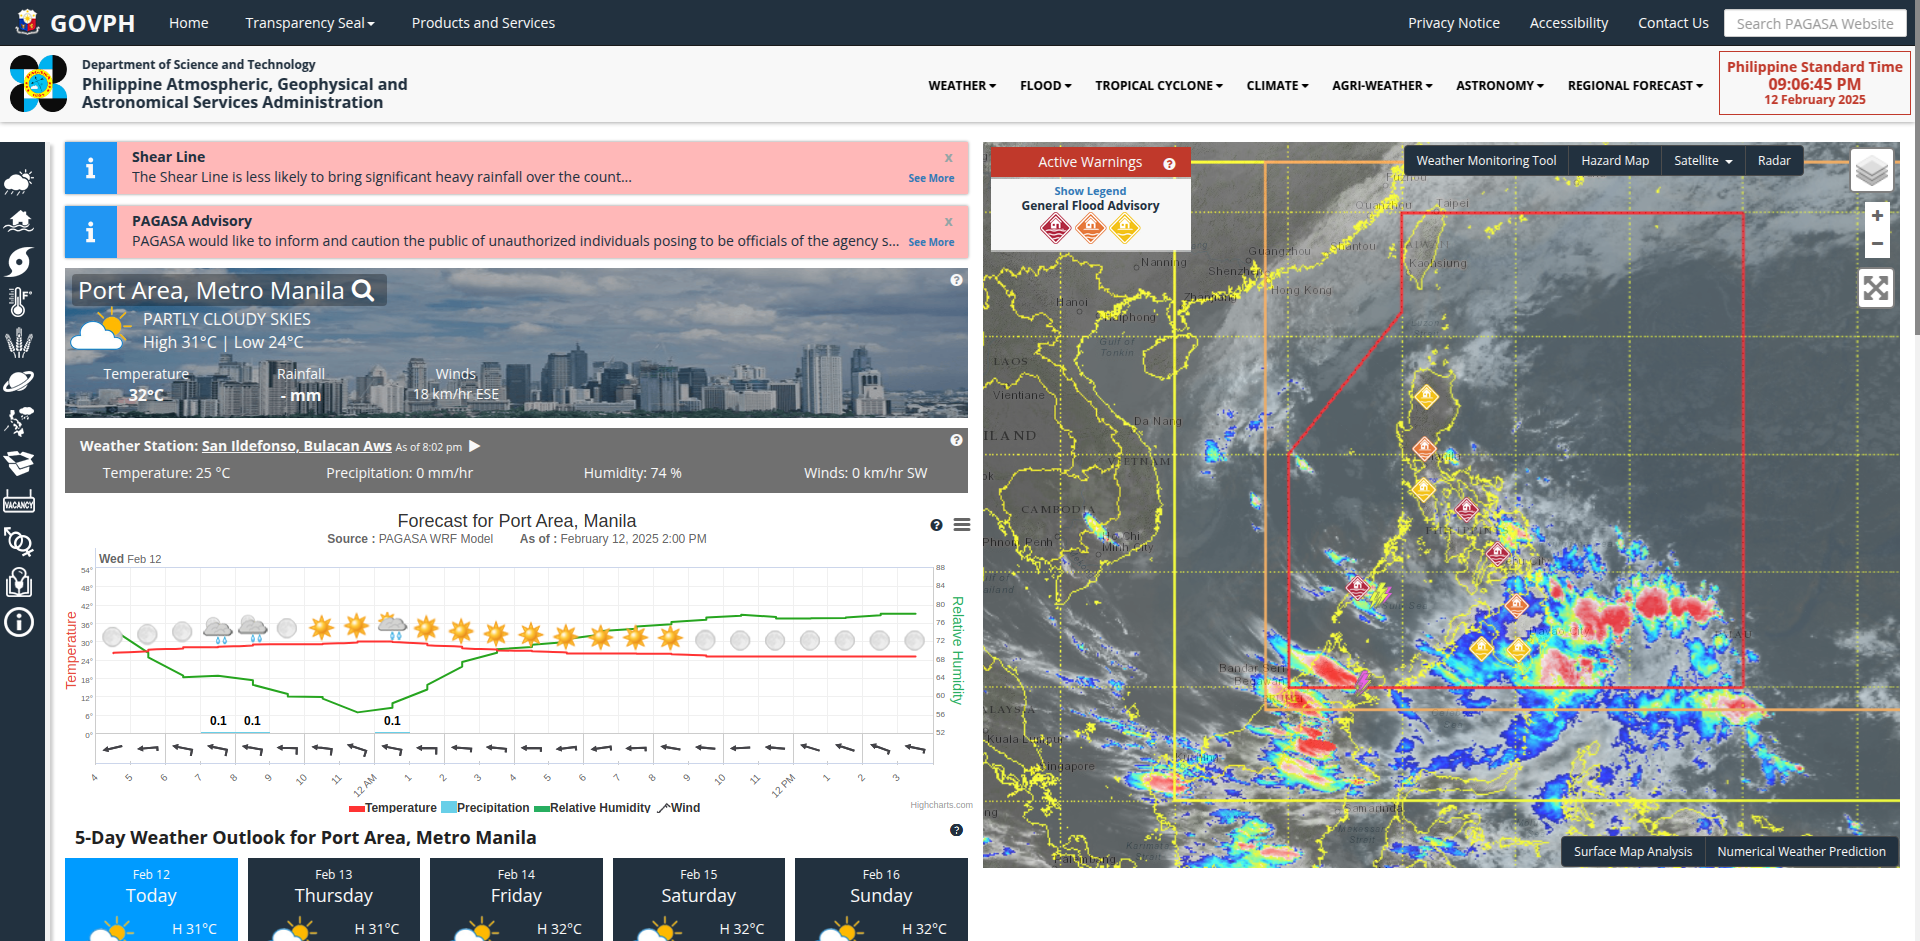 GOVPH
Home
Transparency Seal
Products and Services
Privacy Notice
Accessibility
Contact Us
Search PAGASA Website
Department of Science and Technology
Philippine Atmospheric, Geophysical and
Astronomical Services Administration
WEATHER
FLOOD
TROPICAL CYCLONE
CLIMATE
AGRI-WEATHER
ASTRONOMY
REGIONAL FORECAST
Philippine Standard Time
09:06:45 PM
12 February 2025
Shear Line
x
The Shear Line is less likely to bring significant heavy rainfall over the count...
See More
PAGASA Advisory
x
PAGASA would like to inform and caution the public of unauthorized individuals posing to be officials of the agency s...
See More
Port Area, Metro Manila
PARTLY CLOUDY SKIES
High 31°C | Low 24°C
Temperature
Rainfall
Winds
32°C
- mm
18 km/hr ESE
Weather Station: San Ildefonso, Bulacan Aws As of 8:02 pm
Temperature: 25 °C
Precipitation: 0 mm/hr
Humidity: 74 %
Winds: 0 km/hr SW
Forecast for Port Area, Manila
Source : PAGASA WRF Model As of : February 12, 2025 2:00 PM
Wed Feb 12
54°
48°
42°
36°
30°
24°
18°
12°
6°
0°
Temperature
88
84
80
76
72
68
64
60
56
52
Relative Humidity
0.1
0.1
0.1
4
5
6
7
8
9
10
11
12 AM
1
2
3
4
5
6
7
8
9
10
11
12 PM
1
2
3
Temperature
Precipitation
Relative Humidity
Wind
Highcharts.com
5-Day Weather Outlook for Port Area, Metro Manila
Feb 12
Today
H 31°C
Feb 13
Thursday
H 31°C
Feb 14
Friday
H 32°C
Feb 15
Saturday
H 32°C
Feb 16
Sunday
H 32°C
VACANCY
F°
Active Warnings
Show Legend
General Flood Advisory
Weather Monitoring Tool
Hazard Map
Satellite
Radar
+
−
Quanzhou
Taipei
Shantou
Kaohsiung
Guangzhou
Nanning
Shenzhen
Hong Kong
Zhanjiang
Hanoi
Haiphong
Gulf of
Tonkin
LAOS
Vientiane
Da Nang
ILAND
VIETNAM
CAMBODIA
Phnom Penh
Ho Chi
Minh City
Bandar Seri
Kuala Lumpur
Singapore
Kuching
Samarinda
Davao City
Surface Map Analysis
Numerical Weather Prediction